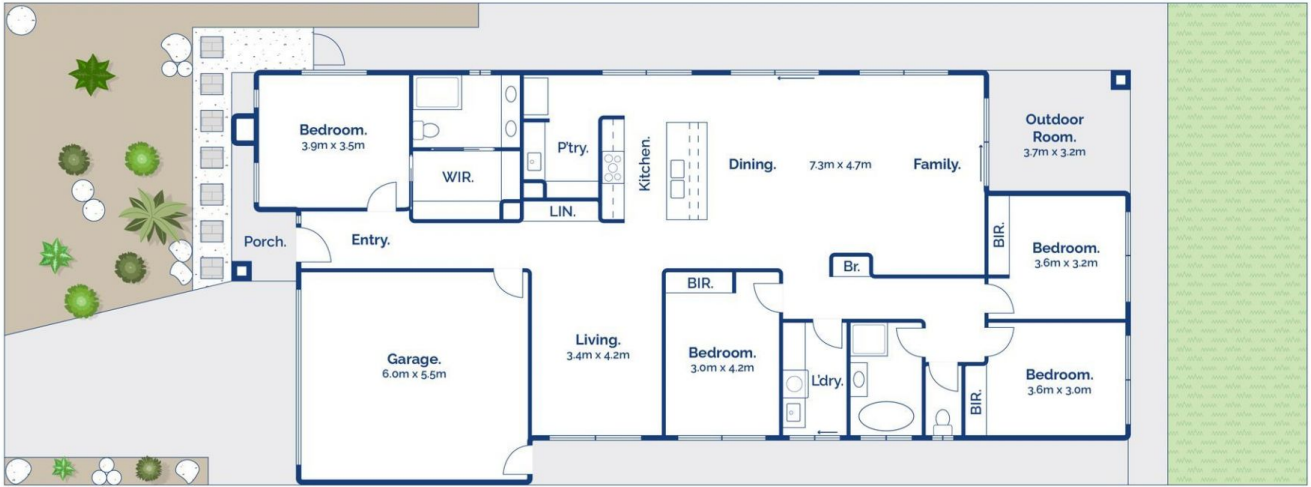 Bedroom.
3.9m x 3.5m
WIR.
P'try.
LIN.
Kitchen.
Dining.
7.3m x 4.7m
Family.
Outdoor
Room.
3.7m x 3.2m
Porch.
Entry.
BIR.
Bedroom.
3.6m x 3.2m
Br.
Garage.
6.0m x 5.5m
Living.
3.4m x 4.2m
BIR.
Bedroom.
3.0m x 4.2m
L'dry.
BIR.
Bedroom.
3.6m x 3.0m